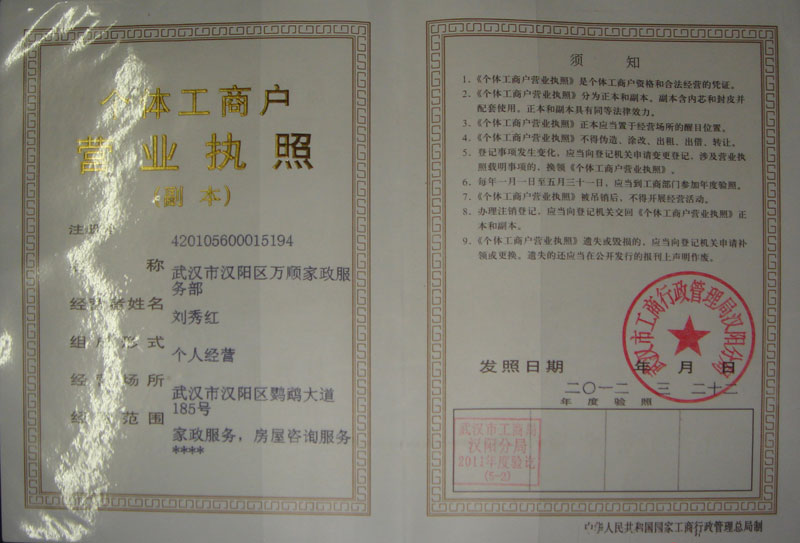 个体工商户
营业执照
(副本)
注册号
420105600015194
名 称
武汉市汉阳区万顺家政服
务部
经营者姓名
刘秀红
组成形式
个人经营
经营场所
武汉市汉阳区鹦鹉大道
185号
经营范围
家政服务，房屋咨询服务
****
须 知
1、《个体工商户营业执照》是个体工商户资格和合法经营的凭证。
2、《个体工商户营业执照》分为正本和副本。副本含内芯和封皮并
配套使用。正本和副本具有同等法律效力。
3、《个体工商户营业执照》正本应当置于经营场所的醒目位置。
4、《个体工商户营业执照》不得伪造、涂改、出租、出借、转让。
5、登记事项发生变化，应当向登记机关申请变更登记，涉及营业执
照载明事项的，换领《个体工商户营业执照》。
6、每年一月一日至五月三十一日，应当到工商部门参加年度验照。
7、《个体工商户营业执照》被吊销后，不得开展经营活动。
8、办理注销登记，应当向登记机关交回《个体工商户营业执照》正
本和副本。
9、《个体工商户营业执照》遗失或毁损的，应当向登记机关申请补
领或更换。遗失的还应当在公开发行的报刊上声明作废。
武汉市工商行政管理局汉阳分局
发照日期 年 月 日
二〇一二 三 二十二
年度验照
武汉市工商局
汉阳分局
2011年度验讫
(5-2)
中华人民共和国国家工商行政管理总局制